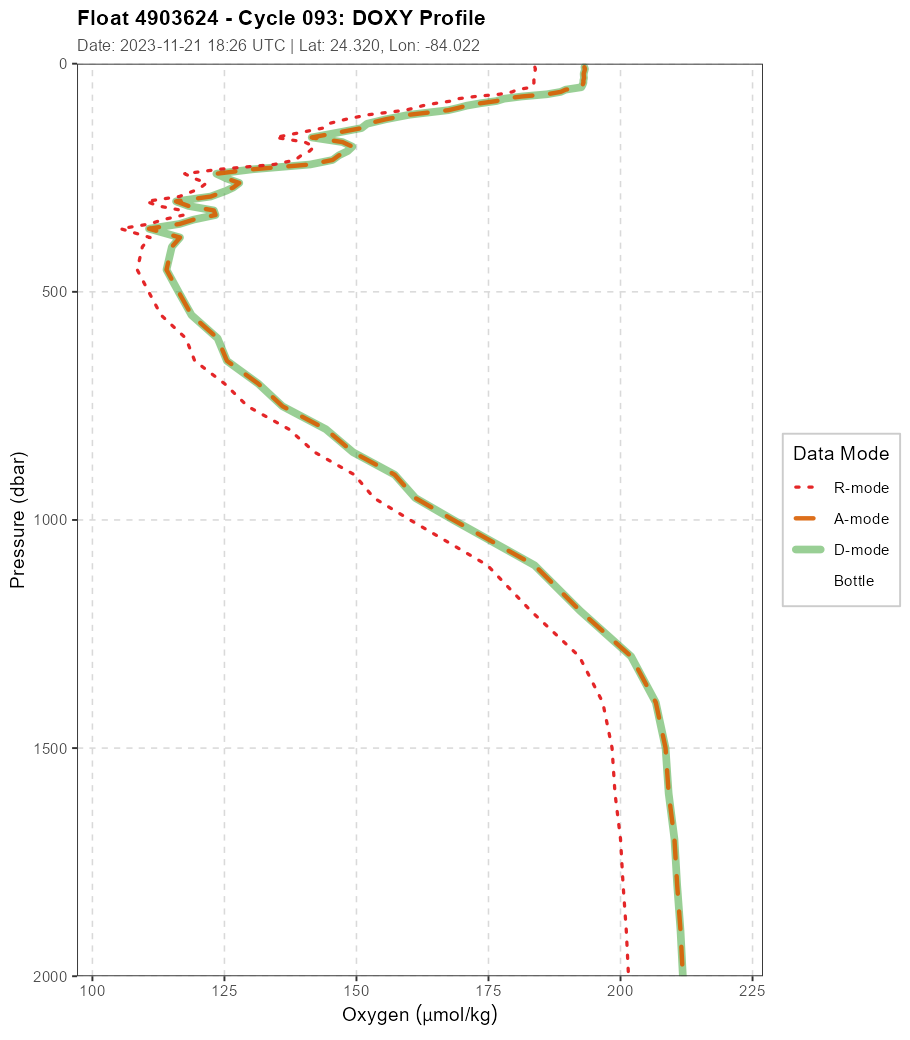 Float 4903624 - Cycle 093: DOXY Profile
Date: 2023-11-21 18:26 UTC | Lat: 24.320, Lon: -84.022
0
500
1000
1500
2000
Pressure (dbar)
100 125 150 175 200 225
Oxygen (μmol/kg)
Data Mode
R-mode
A-mode
D-mode
Bottle